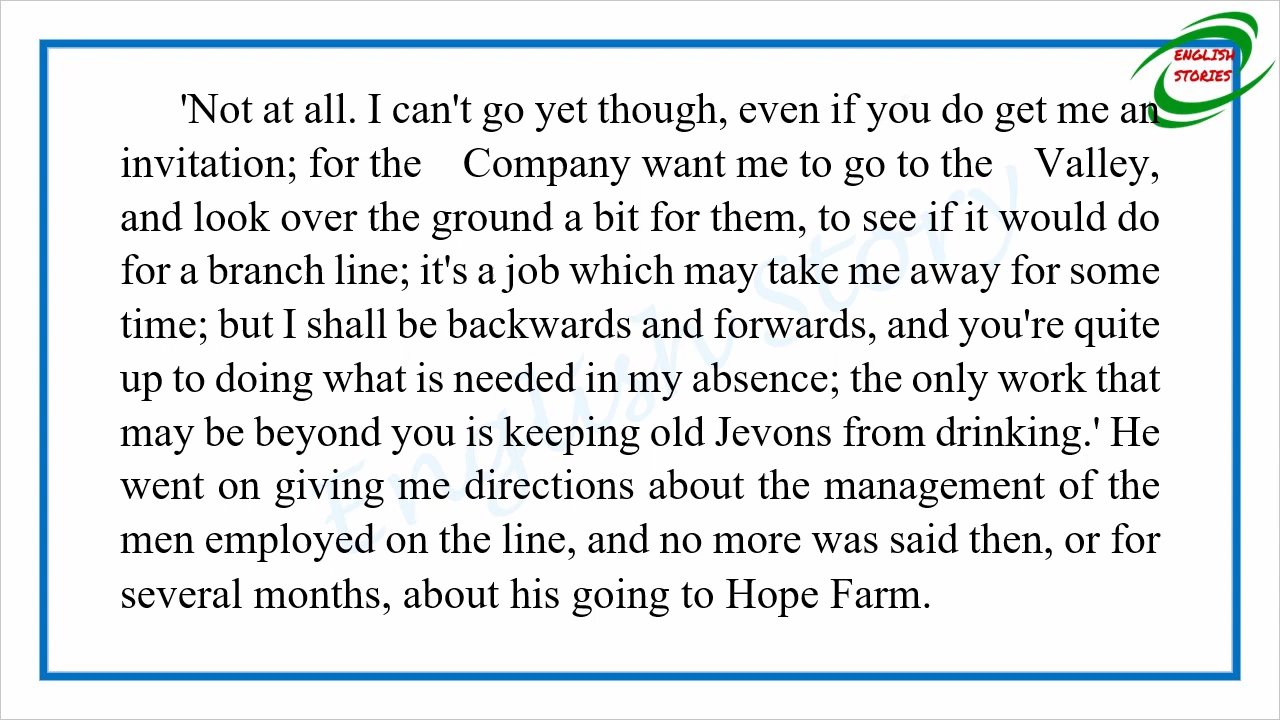 ENGLISH
STORIES
'Not at all. I can't go yet though, even if you do get me an
invitation; for the Company want me to go to the Valley,
and look over the ground a bit for them, to see if it would do
for a branch line; it's a job which may take me away for some
time; but I shall be backwards and forwards, and you're quite
up to doing what is needed in my absence; the only work that
may be beyond you is keeping old Jevons from drinking.' He
went on giving me directions about the management of the
men employed on the line, and no more was said then, or for
several months, about his going to Hope Farm.
English Story